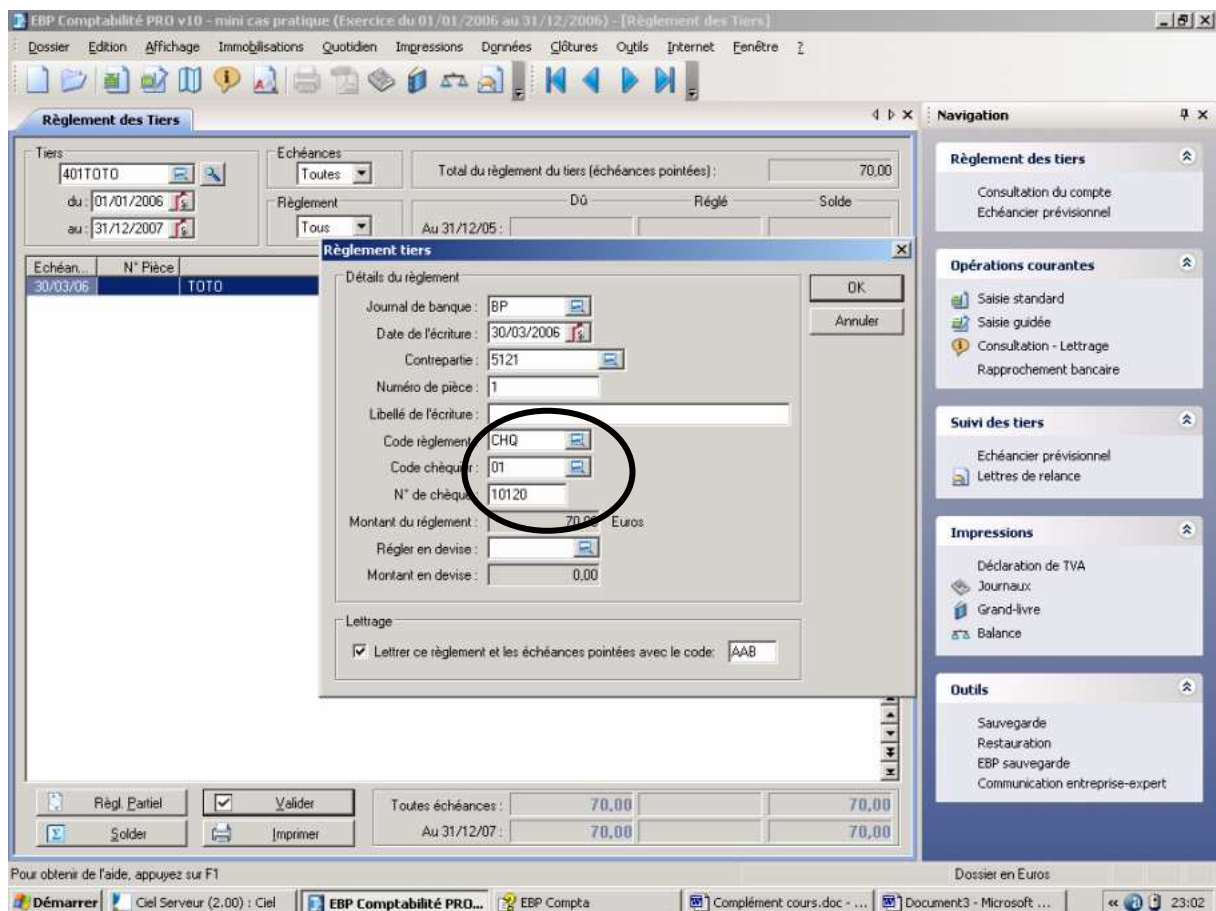 EBP Comptabilité PRO v10 - mini cas pratique (Exercice du 01/01/2006 au 31/12/2006) - [Règlement des Tiers]
Dossier Edition Affichage Immobilisations Quotidien Impressions Données Clôtures Outils Internet Fenêtre ?
Règlement des Tiers
Tiers
401TOTO
du : 01/01/2006
au : 31/12/2007
Echéances
Toutes
Règlement
Tous
Total du règlement du tiers (échéances pointées) : 70,00
Dû Réglé Solde
Au 31/12/05 :
Echéan... N° Pièce
30/03/06 TOTO
Règlement tiers
Détails du règlement
Journal de banque : BP
Date de l'écriture : 30/03/2006
Contrepartie : 5121
Numéro de pièce : 1
Libellé de l'écriture :
Code règlement CHQ
Code chéquier : 01
N° de chèque : 10120
Montant du réglement : 70,00 Euros
Régler en devise :
Montant en devise : 0,00
OK
Annuler
Lettrage
Lettrer ce règlement et les échéances pointées avec le code: AAB
Règl. Partiel
Valider
Solder
Imprimer
Toutes échéances : 70,00 70,00
Au 31/12/07 : 70,00 70,00
Navigation
Règlement des tiers
Consultation du compte
Echéancier prévisionnel
Opérations courantes
Saisie standard
Saisie guidée
Consultation - Lettrage
Rapprochement bancaire
Suivi des tiers
Echéancier prévisionnel
Lettres de relance
Impressions
Déclaration de TVA
Journaux
Grand-livre
Balance
Outils
Sauvegarde
Restauration
EBP sauvegarde
Communication entreprise-expert
Pour obtenir de l'aide, appuyez sur F1
Dossier en Euros
Démarrer Ciel Serveur (2.00) : Ciel EBP Comptabilité PRO... EBP Compta Complément cours.doc - ... Document3 - Microsoft ... « 23:02